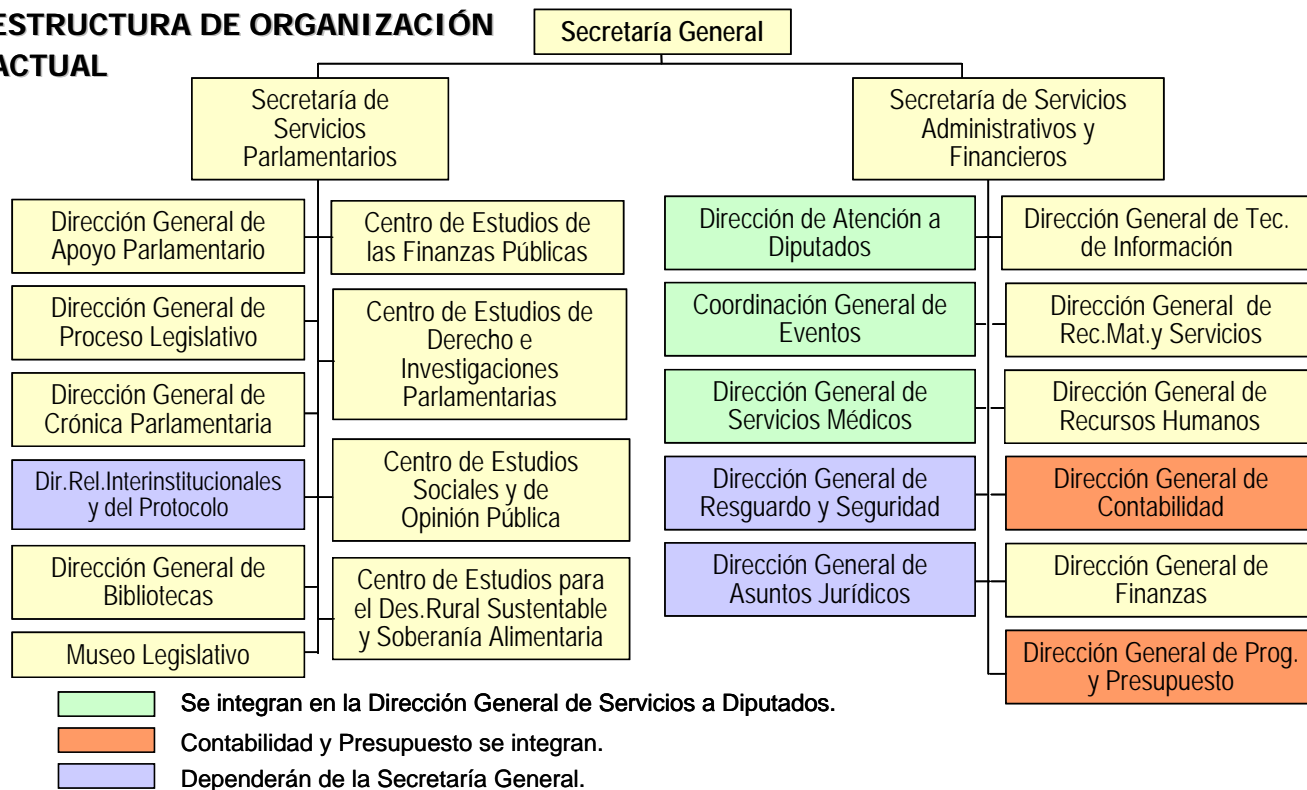 ESTRUCTURA DE ORGANIZACIÓN
ACTUAL
Secretaría General
Secretaría de
Servicios
Parlamentarios
Secretaría de Servicios
Administrativos y
Financieros
Dirección General de
Apoyo Parlamentario
Dirección General de
Proceso Legislativo
Dirección General de
Crónica Parlamentaria
Dir.Rel.Interinstitucionales
y del Protocolo
Dirección General de
Bibliotecas
Museo Legislativo
Centro de Estudios de
las Finanzas Públicas
Centro de Estudios de
Derecho e
Investigaciones
Parlamentarias
Centro de Estudios
Sociales y de
Opinión Pública
Centro de Estudios para
el Des.Rural Sustentable
y Soberanía Alimentaria
Dirección de Atención a
Diputados
Coordinación General de
Eventos
Dirección General de
Servicios Médicos
Dirección General de
Resguardo y Seguridad
Dirección General de
Asuntos Jurídicos
Dirección General de Tec.
de Información
Dirección General de
Rec.Mat.y Servicios
Dirección General de
Recursos Humanos
Dirección General de
Contabilidad
Dirección General de
Finanzas
Dirección General de Prog.
y Presupuesto
Se integran en la Dirección General de Servicios a Diputados.
Contabilidad y Presupuesto se integran.
Dependerán de la Secretaría General.